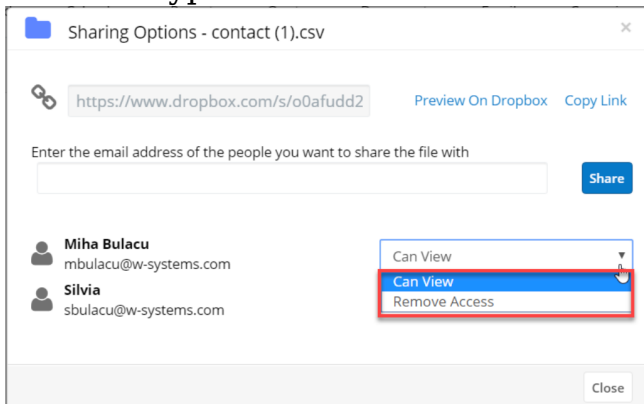 Sharing Options - contact (1).csv
×
https://www.dropbox.com/s/o0afudd2
Preview On Dropbox
Copy Link
Enter the email address of the people you want to share the file with
Share
Miha Bulacu
mbulacu@w-systems.com
Can View
Can View
Remove Access
Silvia
sbulacu@w-systems.com
Close